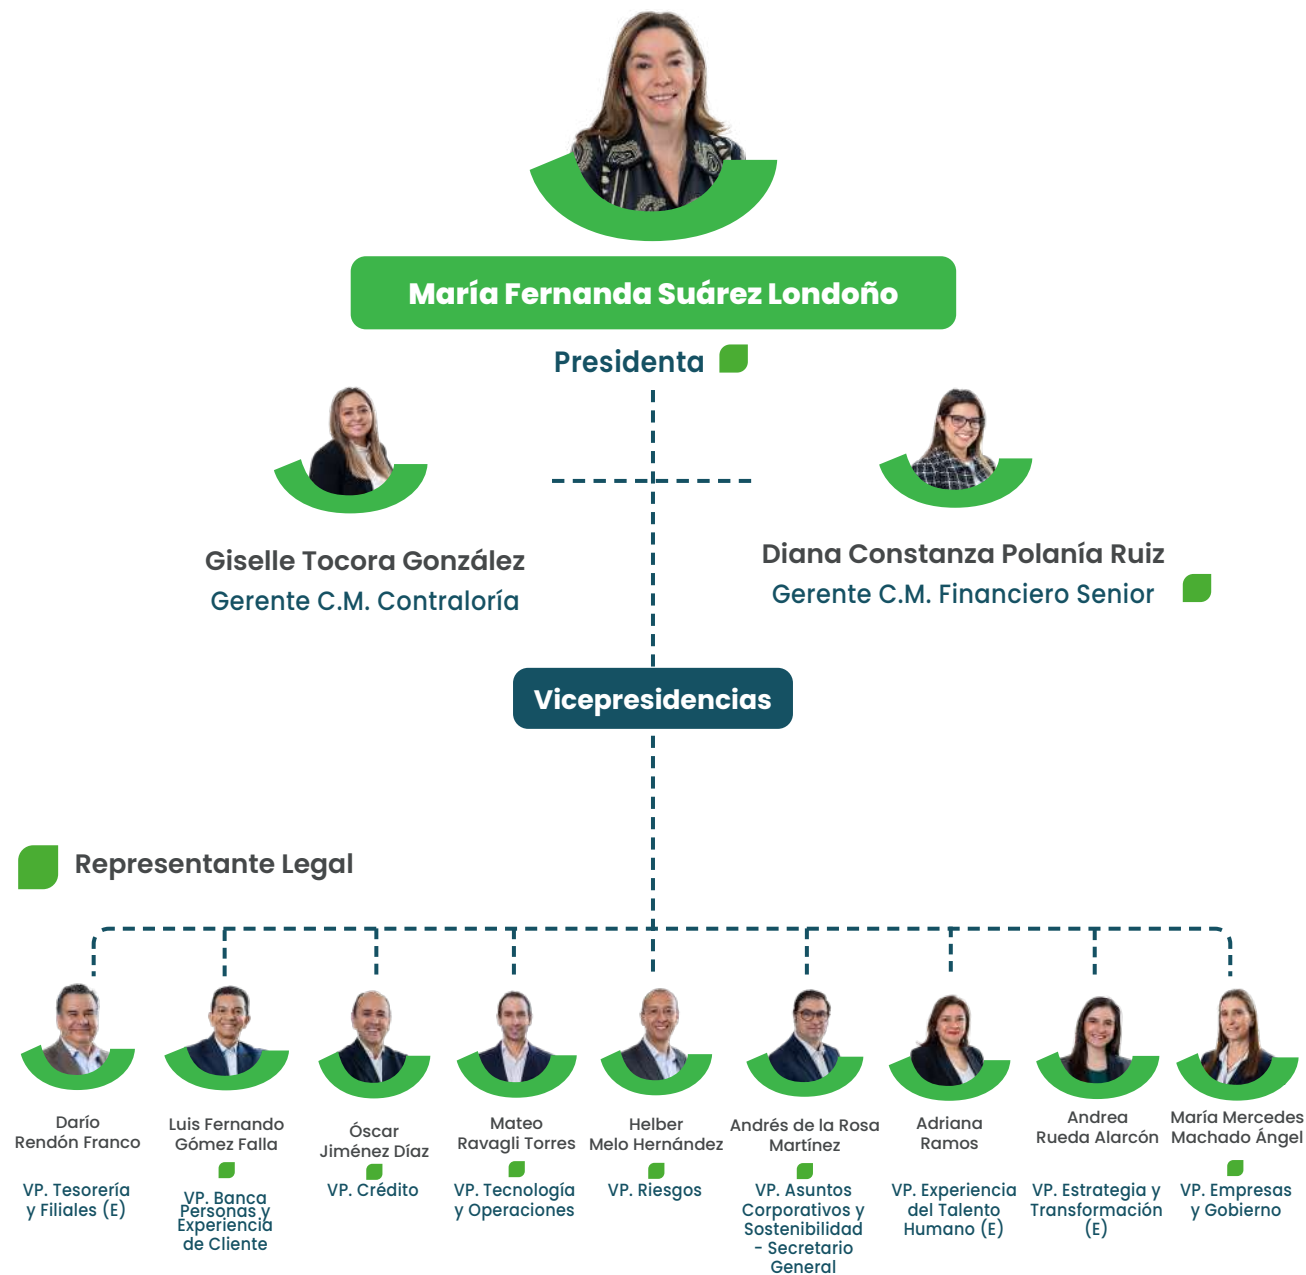 María Fernanda Suárez Londoño
Presidenta
Giselle Tocora González
Gerente C.M. Contraloría
Diana Constanza Polanía Ruiz
Gerente C.M. Financiero Senior
Vicepresidencias
Representante Legal
Darío
Rendón Franco
VP. Tesorería
y Filiales (E)
Luis Fernando
Gómez Falla
VP. Banca
Personas y
Experiencia
de Cliente
Óscar
Jiménez Díaz
VP. Crédito
Mateo
Ravagli Torres
VP. Tecnología
y Operaciones
Helber
Melo Hernández
VP. Riesgos
Andrés de la Rosa
Martínez
VP. Asuntos
Corporativos y
Sostenibilidad
- Secretario
General
Adriana
Ramos
VP. Experiencia
del Talento
Humano (E)
Andrea
Rueda Alarcón
VP. Estrategia y
Transformación
(E)
María Mercedes
Machado Ángel
VP. Empresas
y Gobierno